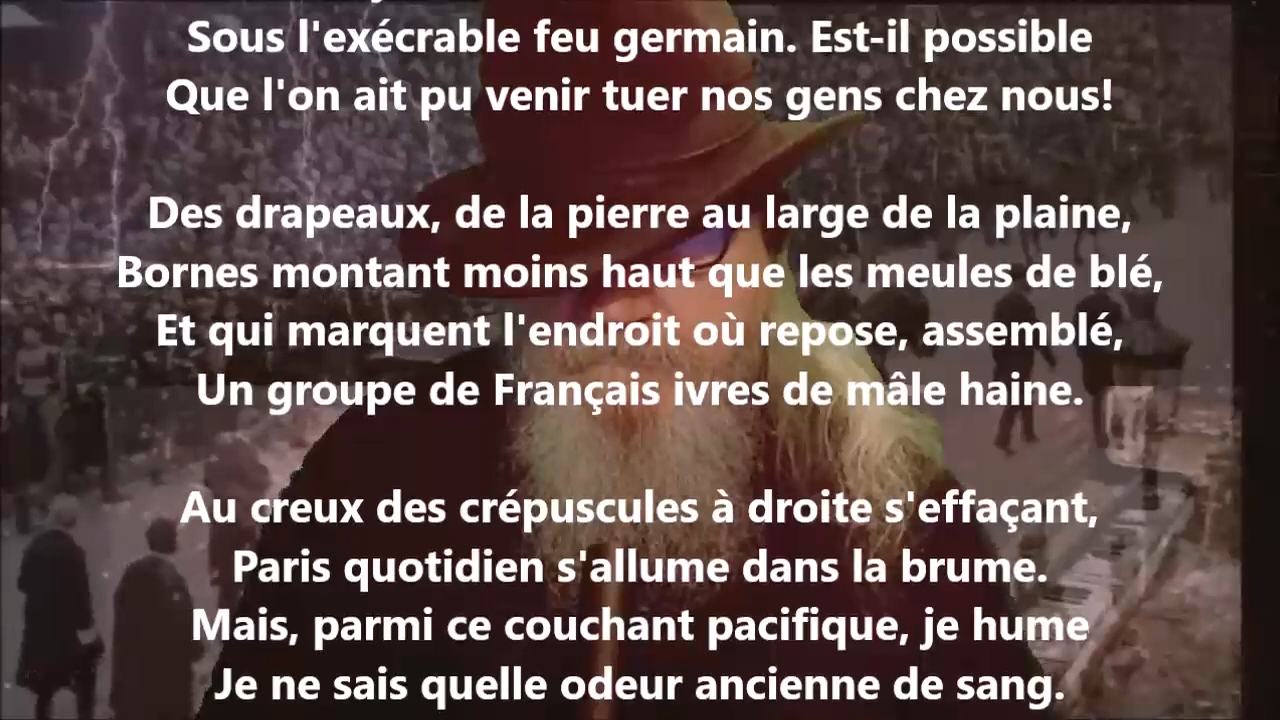 Sous l'exécrable feu germain. Est-il possible
Que l'on ait pu venir tuer nos gens chez nous!
Des drapeaux, de la pierre au large de la plaine,
Bornes montant moins haut que les meules de blé,
Et qui marquent l'endroit où repose, assemblé,
Un groupe de Français ivres de mâle haine.
Au creux des crépuscules à droite s'effaçant,
Paris quotidien s'allume dans la brume.
Mais, parmi ce couchant pacifique, je hume
Je ne sais quelle odeur ancienne de sang.